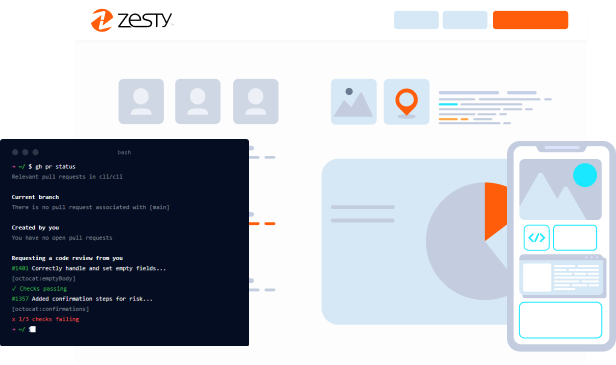 ZESTY
bash
→ ~/ $ gh pr status
Relevant pull requests in cli/cli
Current branch
There is no pull request associated with [main]
Created by you
You have no open pull requests
Requesting a code review from you
#1401 Correctly handle and set empty fields...
[octocat:emptyBody]
✓ Checks passing
#1357 Added confirmation steps for risk...
[octocat:confirmations]
x 1/3 checks failing
→ ~/ $
</>